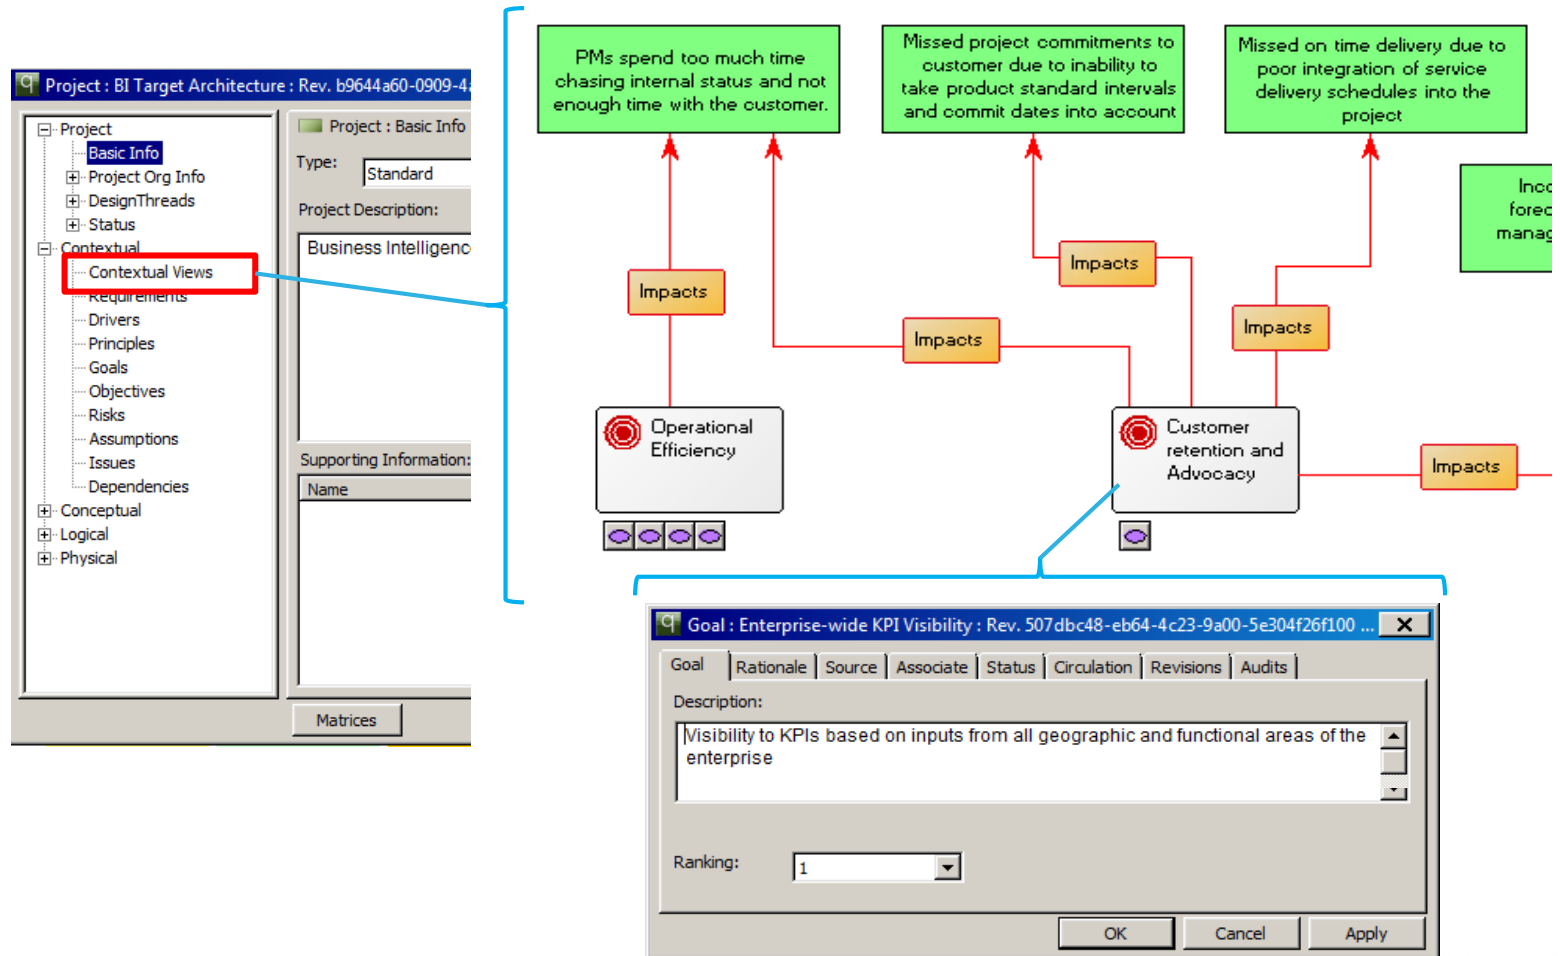 Project : BI Target Architecture : Rev. b9644a60-0909-4
Project
Basic Info
Project Org Info
DesignThreads
Status
Contextual
Contextual Views
Requirements
Drivers
Principles
Goals
Objectives
Risks
Assumptions
Issues
Dependencies
Conceptual
Logical
Physical
Project : Basic Info
Type:
Standard
Project Description:
Business Intelligenc
Supporting Information:
Name
Matrices
PMs spend too much time
chasing internal status and not
enough time with the customer.
Missed project commitments to
customer due to inability to
take product standard intervals
and commit dates into account
Missed on time delivery due to
poor integration of service
delivery schedules into the
project
Inco
forec
manag
Impacts
Impacts
Impacts
Impacts
Impacts
Operational
Efficiency
Customer
retention and
Advocacy
Goal : Enterprise-wide KPI Visibility : Rev. 507dbc48-eb64-4c23-9a00-5e304f26f100 ...
Goal Rationale Source Associate Status Circulation Revisions Audits
Description:
Visibility to KPIs based on inputs from all geographic and functional areas of the
enterprise
Ranking:
1
OK Cancel Apply